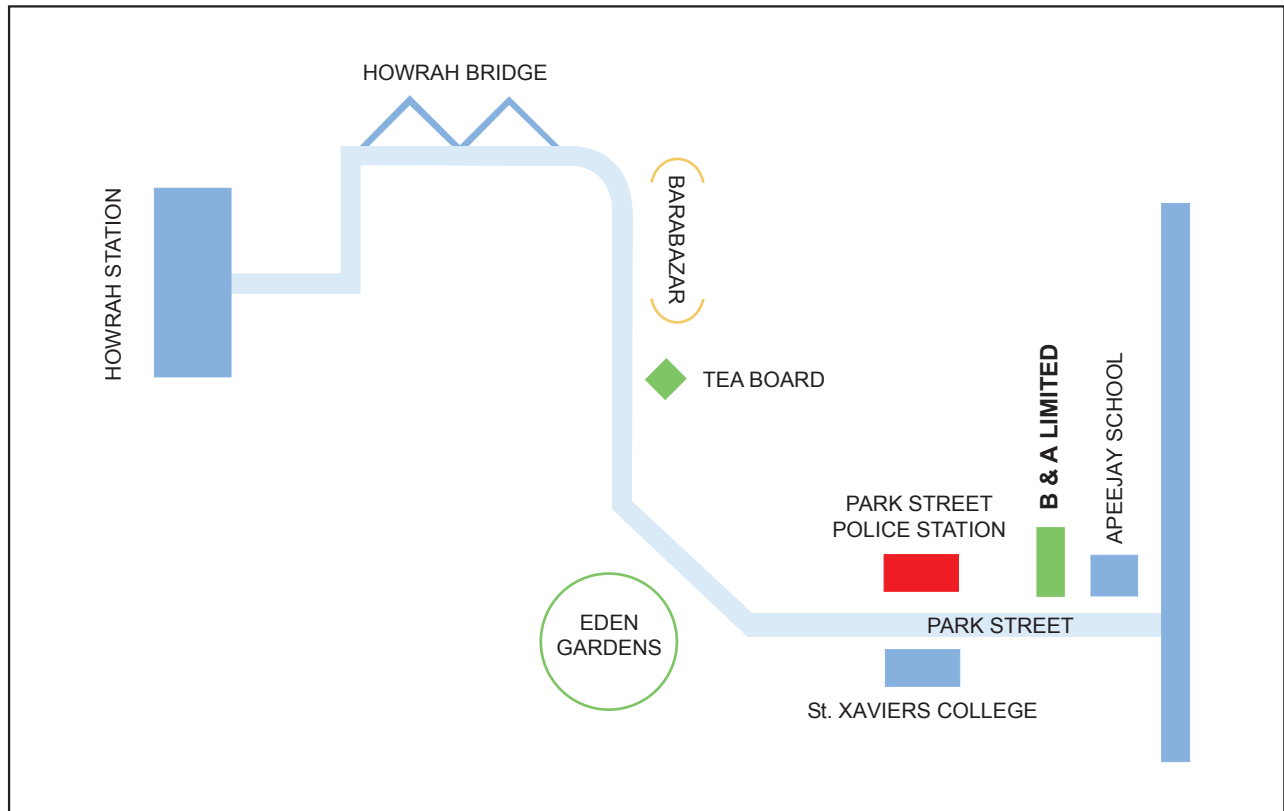 HOWRAH BRIDGE
HOWRAH STATION
BARABAZAR
TEA BOARD
B & A LIMITED
APEEJAY SCHOOL
PARK STREET
POLICE STATION
EDEN
GARDENS
PARK STREET
St. XAVIERS COLLEGE